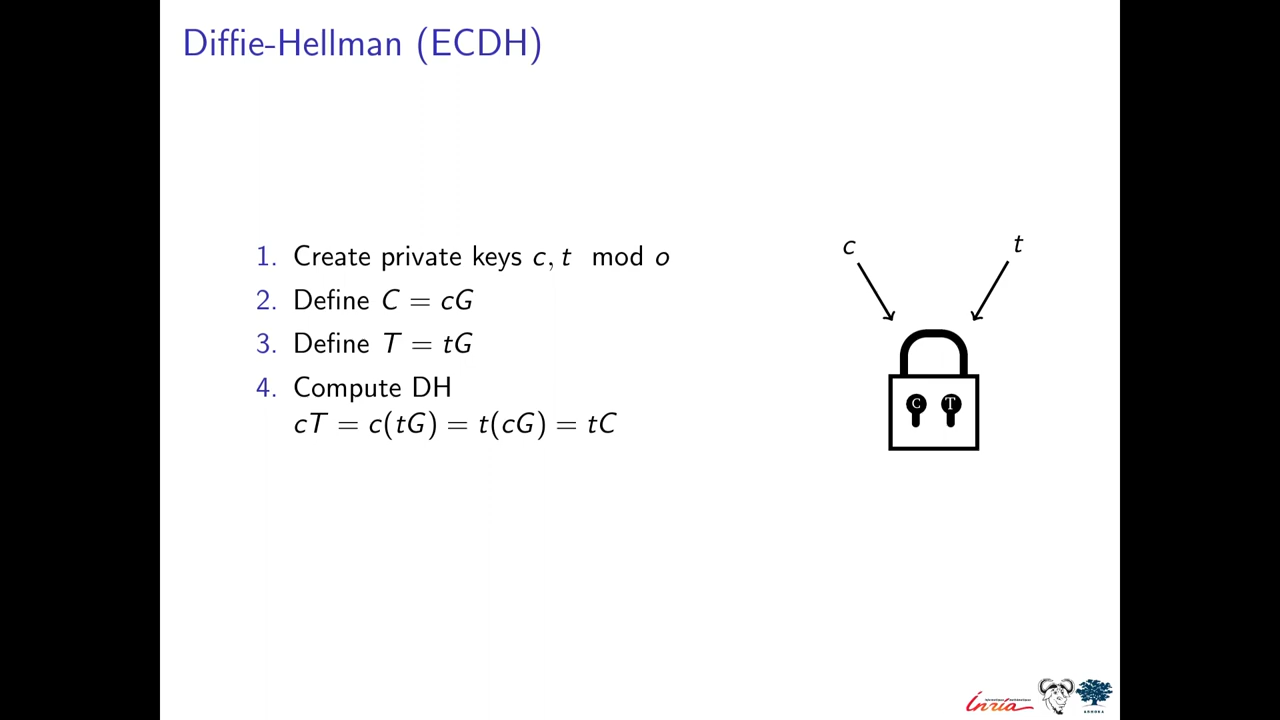 Diffie-Hellman (ECDH)
1. Create private keys c, t mod o
2. Define C = cG
3. Define T = tG
4. Compute DH
cT = c(tG) = t(cG) = tC
c
t
C T
Inria
ASHOKA